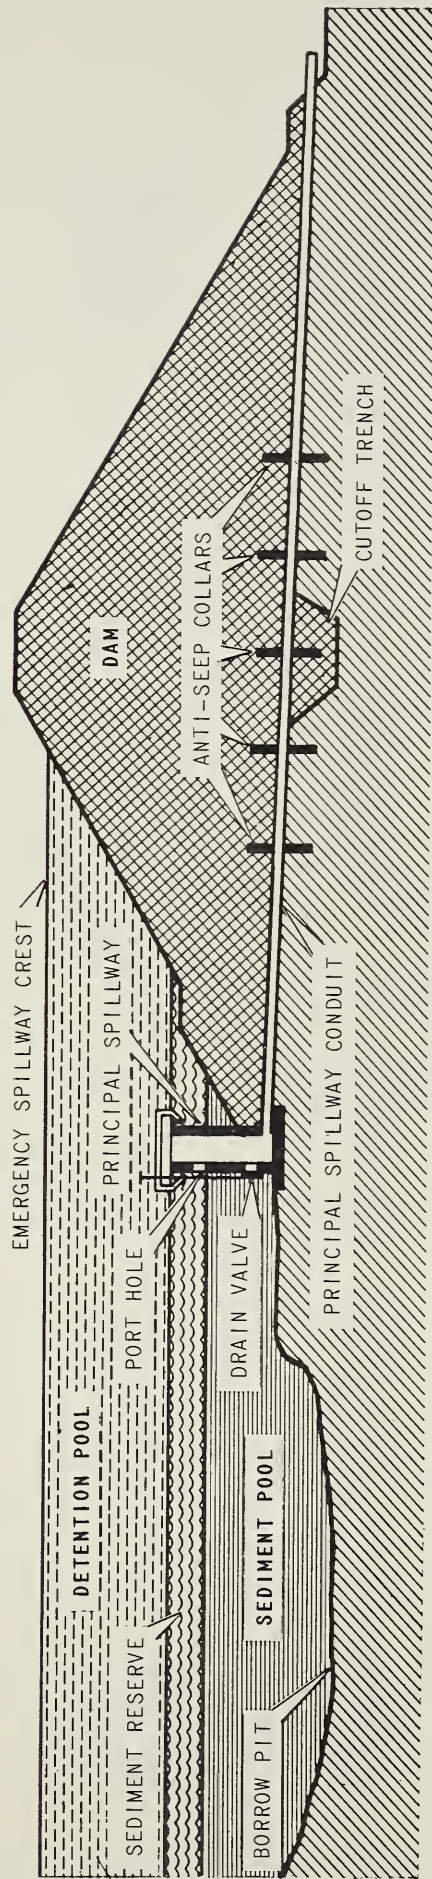 EMERGENCY SPILLWAY CREST
DETENTION POOL
SEDIMENT RESERVE
PORT HOLE
PRINCIPAL SPILLWAY
DAM
ANTI-SEEP COLLARS
SEDIMENT POOL
DRAIN VALVE
BORROW PIT
PRINCIPAL SPILLWAY CONDUIT
CUTOFF TRENCH